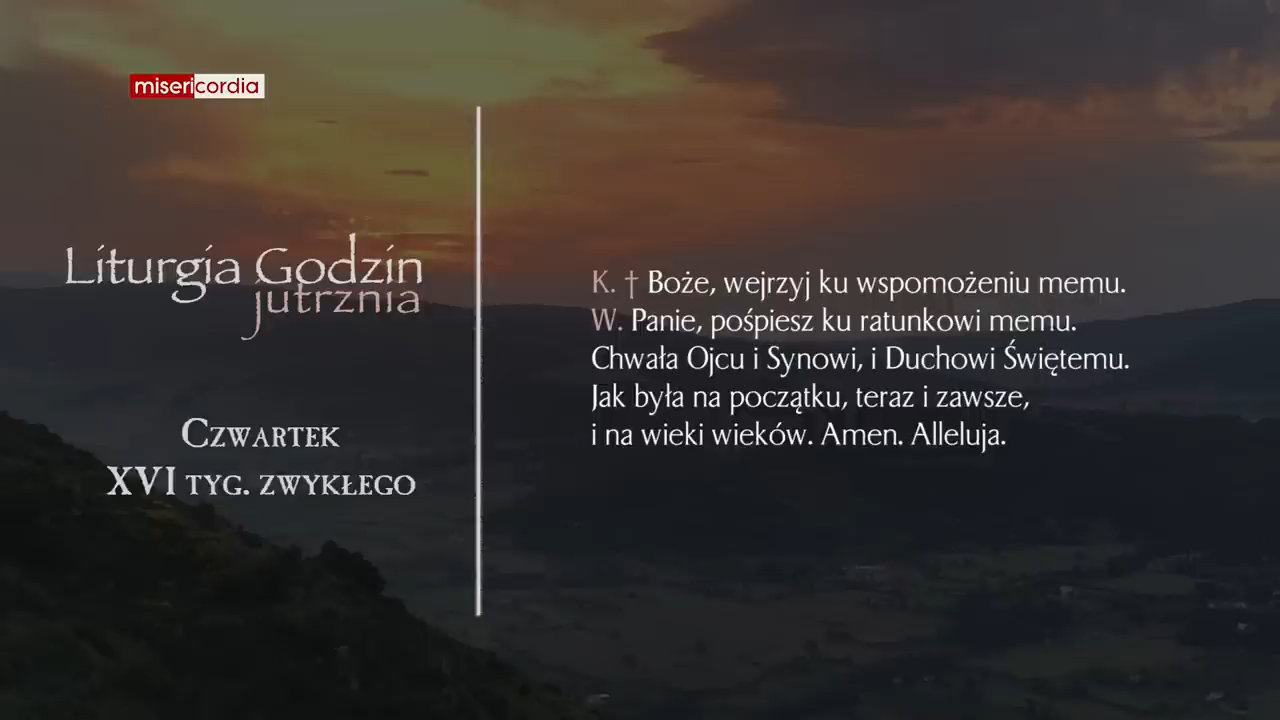 misericordia
Liturgia Godzin
jutrznia
Czwartek
XVI tyg. zwykłego
K. † Boże, wejrzyj ku wspomożeniu memu.
W. Panie, pośpiesz ku ratunkowi memu.
Chwała Ojcu i Synowi, i Duchowi Świętemu.
Jak była na początku, teraz i zawsze,
i na wieki wieków. Amen. Alleluja.